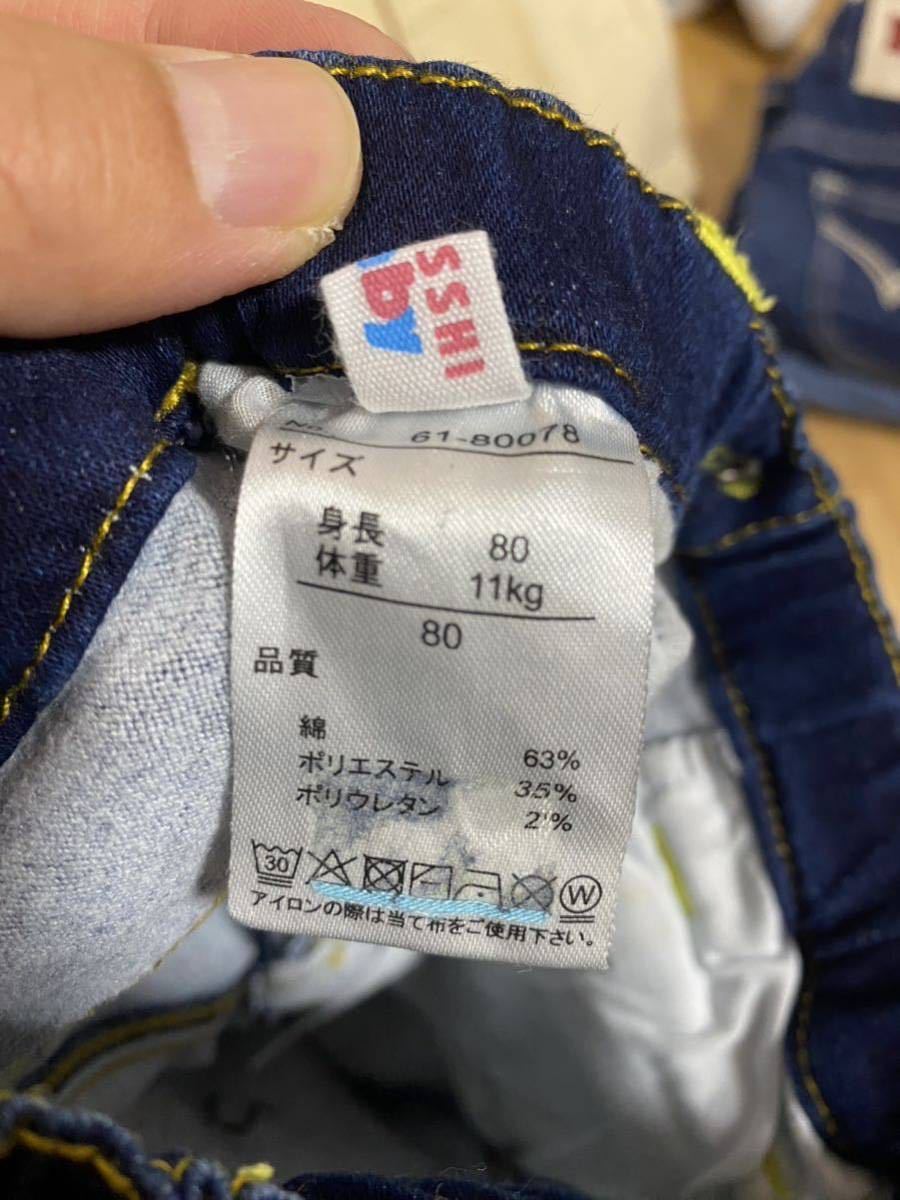 SSHI
by
No. 61-80078
サイズ
身長 80
体重 11kg
80
品質
綿 63%
ポリエステル 35%
ポリウレタン 2%
30
W
アイロンの際は当て布をご使用下さい。